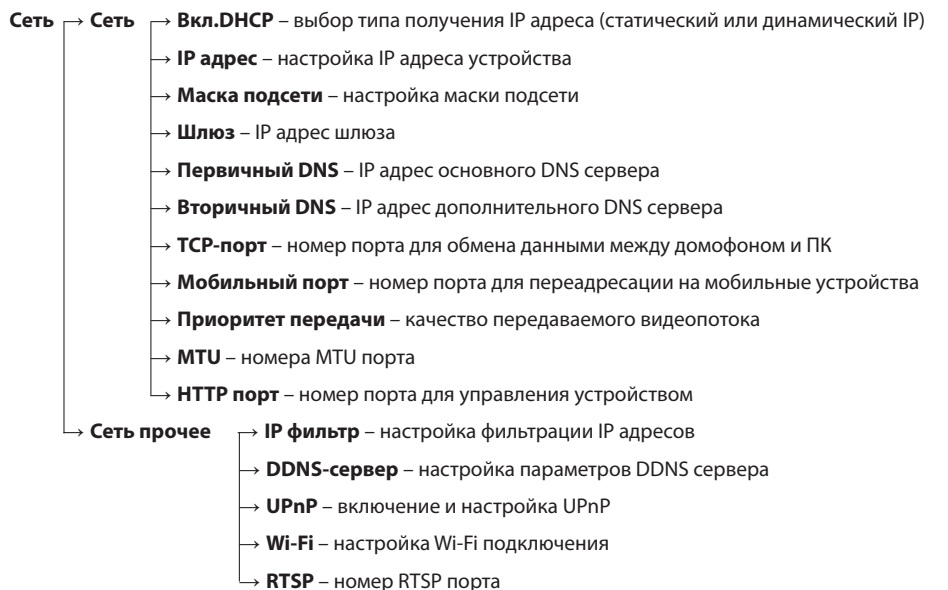 Сеть → Сеть → Вкл.DHCP – выбор типа получения IP адреса (статический или динамический IP)
→ IP адрес – настройка IP адреса устройства
→ Маска подсети – настройка маски подсети
→ Шлюз – IP адрес шлюза
→ Первичный DNS – IP адрес основного DNS сервера
→ Вторичный DNS – IP адрес дополнительного DNS сервера
→ TCP-порт – номер порта для обмена данными между домофоном и ПК
→ Мобильный порт – номер порта для переадресации на мобильные устройства
→ Приоритет передачи – качество передаваемого видеопотока
→ MTU – номера MTU порта
→ HTTP порт – номер порта для управления устройством
→ Сеть прочее → IP фильтр – настройка фильтрации IP адресов
→ DDNS-сервер – настройка параметров DDNS сервера
→ UPnP – включение и настройка UPnP
→ Wi-Fi – настройка Wi-Fi подключения
→ RTSP – номер RTSP порта